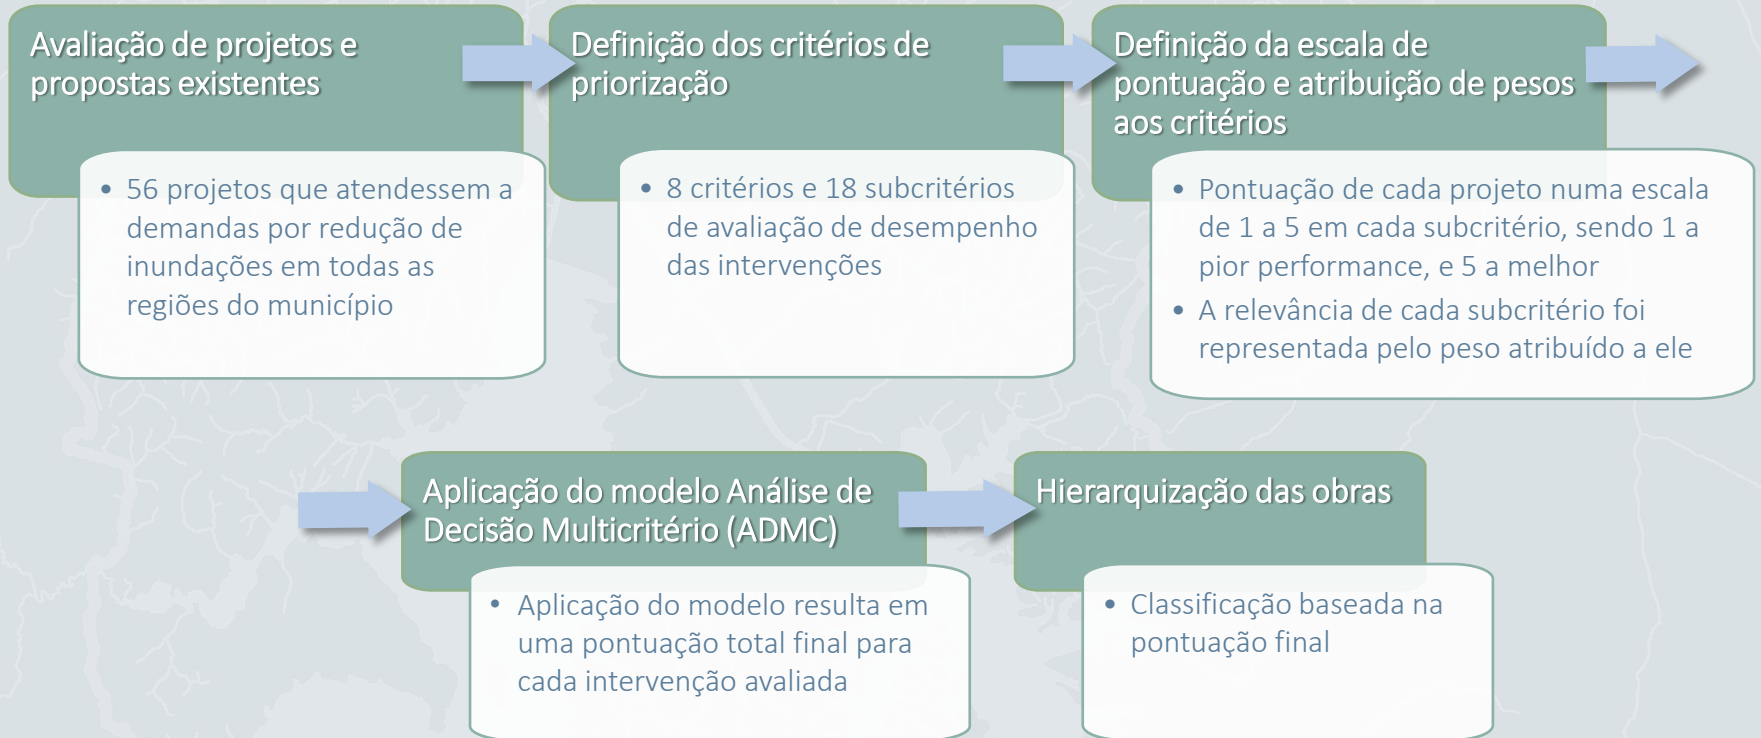 Avaliação de projetos e
propostas existentes
• 56 projetos que atendessem a
demandas por redução de
inundações em todas as
regiões do município
Definição dos critérios de
priorização
• 8 critérios e 18 subcritérios
de avaliação de desempenho
das intervenções
Definição da escala de
pontuação e atribuição de pesos
aos critérios
• Pontuação de cada projeto numa escala
de 1 a 5 em cada subcritério, sendo 1 a
pior performance, e 5 a melhor
• A relevância de cada subcritério foi
representada pelo peso atribuído a ele
Aplicação do modelo Análise de
Decisão Multicritério (ADMC)
• Aplicação do modelo resulta em
uma pontuação total final para
cada intervenção avaliada
Hierarquização das obras
• Classificação baseada na
pontuação final